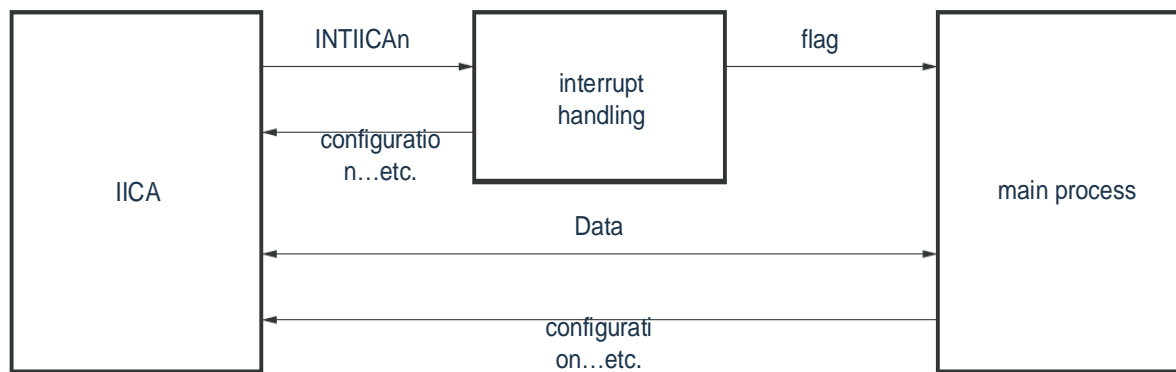 INTIICAn
flag
interrupt
handling
configuratio
n…etc.
IICA
main process
Data
configurati
on…etc.